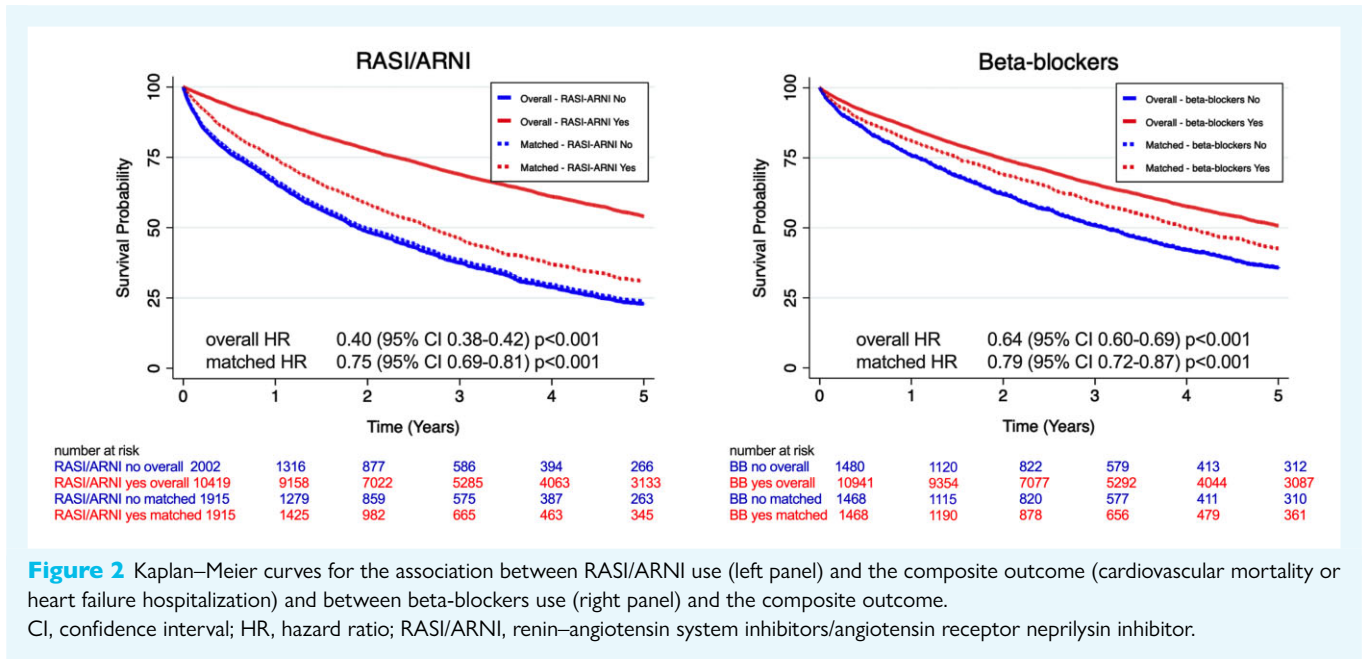 RASI/ARNI
Survival Probability
100
75
50
25
0
Overall - RASI-ARNI No
Overall - RASI-ARNI Yes
Matched - RASI-ARNI No
Matched - RASI-ARNI Yes
overall HR 0.40 (95% CI 0.38-0.42) p<0.001
matched HR 0.75 (95% CI 0.69-0.81) p<0.001
0 1 2 3 4 5
Time (Years)
number at risk
RASI/ARNI no overall 2002 1316 877 586 394 266
RASI/ARNI yes overall 10419 9158 7022 5285 4063 3133
RASI/ARNI no matched 1915 1279 859 575 387 263
RASI/ARNI yes matched 1915 1425 982 665 463 345
Beta-blockers
Survival Probability
100
75
50
25
0
Overall - beta-blockers No
Overall - beta-blockers Yes
Matched - beta-blockers No
Matched - beta-blockers Yes
overall HR 0.64 (95% CI 0.60-0.69) p<0.001
matched HR 0.79 (95% CI 0.72-0.87) p<0.001
0 1 2 3 4 5
Time (Years)
number at risk
BB no overall 1480 1120 822 579 413 312
BB yes overall 10941 9354 7077 5292 4044 3087
BB no matched 1468 1115 820 577 411 310
BB yes matched 1468 1190 878 656 479 361
Figure 2 Kaplan–Meier curves for the association between RASI/ARNI use (left panel) and the composite outcome (cardiovascular mortality or
heart failure hospitalization) and between beta-blockers use (right panel) and the composite outcome.
CI, confidence interval; HR, hazard ratio; RASI/ARNI, renin–angiotensin system inhibitors/angiotensin receptor neprilysin inhibitor.